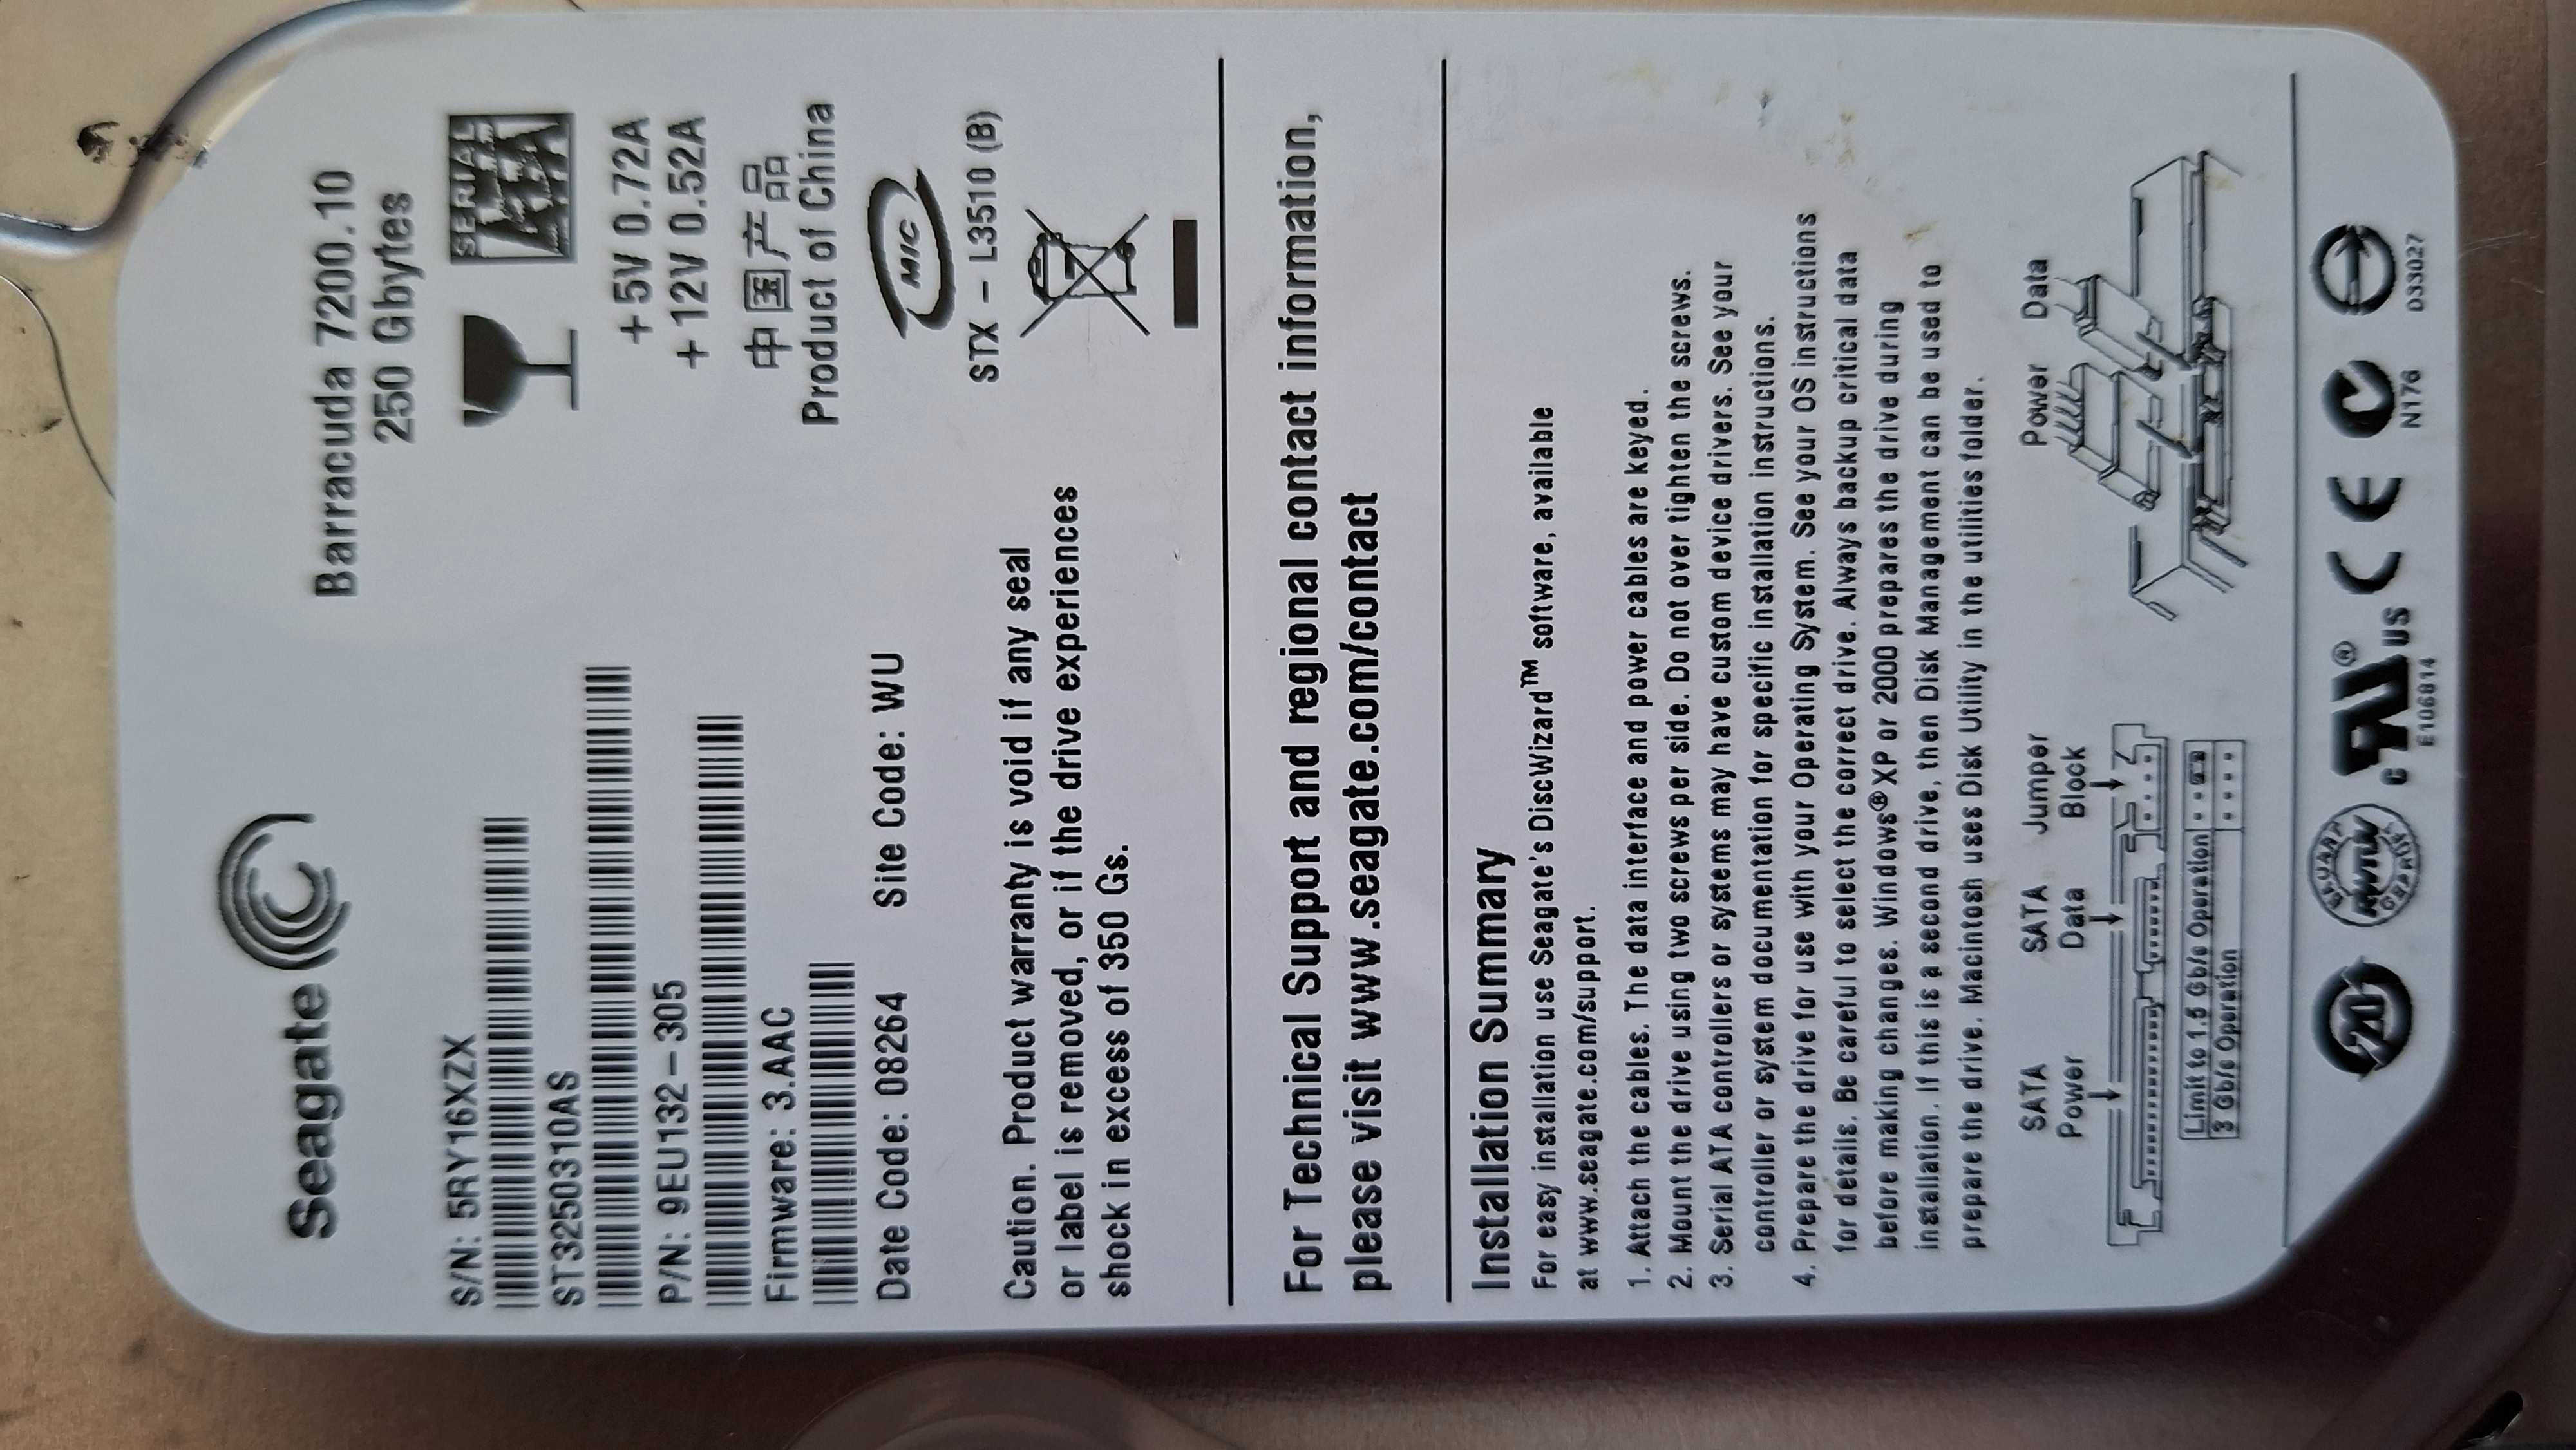 Seagate
Barracuda 7200.10
250 Gbytes
S/N: 5RY16XZX
ST3250310AS
P/N: 9EU132-305
Firmware: 3.AAC
Date Code: 08264 Site Code: WU
SERIAL
ATA
+5V 0.72A
+12V 0.52A
中国产品
Product of China
MIC
STX - L3510 (B)
Caution. Product warranty is void if any seal
or label is removed, or if the drive experiences
shock in excess of 350 Gs.
For Technical Support and regional contact information,
please visit www.seagate.com/contact
Installation Summary
For easy installation use Seagate's DiscWizard™ software, available
at www.seagate.com/support.
1. Attach the cables. The data interface and power cables are keyed.
2. Mount the drive using two screws per side. Do not over tighten the screws.
3. Serial ATA controllers or systems may have custom device drivers. See your
controller or system documentation for specific installation instructions.
4. Prepare the drive for use with your Operating System. See your OS instructions
for details. Be careful to select the correct drive. Always backup critical data
before making changes. Windows® XP or 2000 prepares the drive during
installation. If this is a second drive, then Disk Management can be used to
prepare the drive. Macintosh uses Disk Utility in the utilities folder.
SATA
Power
SATA
Data
Jumper
Block
Power Data
Limit to 1.5 Gb/s Operation
3 Gb/s Operation
20
c RU ® US
E106814
CE
N176
D33027